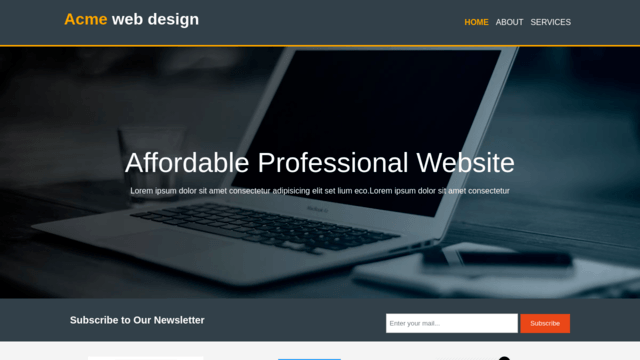 Acme web design
HOME ABOUT SERVICES
Affordable Professional Website
Lorem ipsum dolor sit amet consectetur adipisicing elit set lium eco.Lorem ipsum dolor sit amet consectetur
Subscribe to Our Newsletter
Enter your mail...
Subscribe